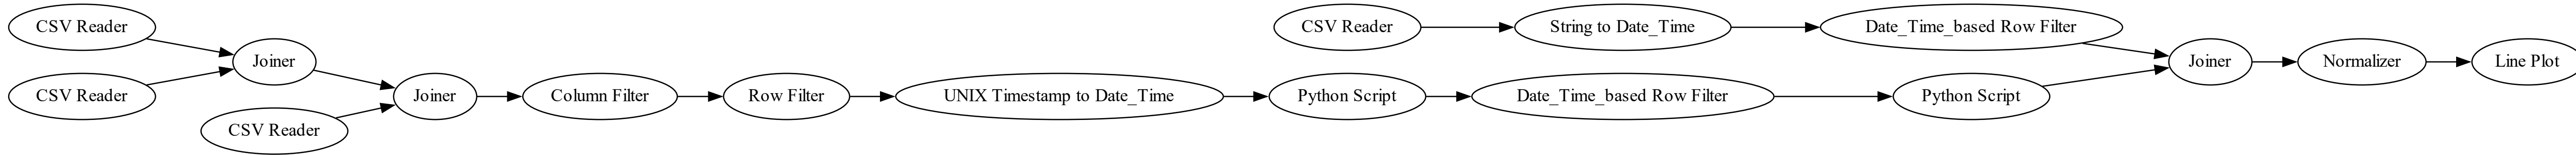 CSV Reader
CSV Reader
Joiner
CSV Reader
Joiner
Column Filter
Row Filter
UNIX Timestamp to Date_Time
Python Script
Date_Time_based Row Filter
Python Script
CSV Reader
String to Date_Time
Date_Time_based Row Filter
Joiner
Normalizer
Line Plot